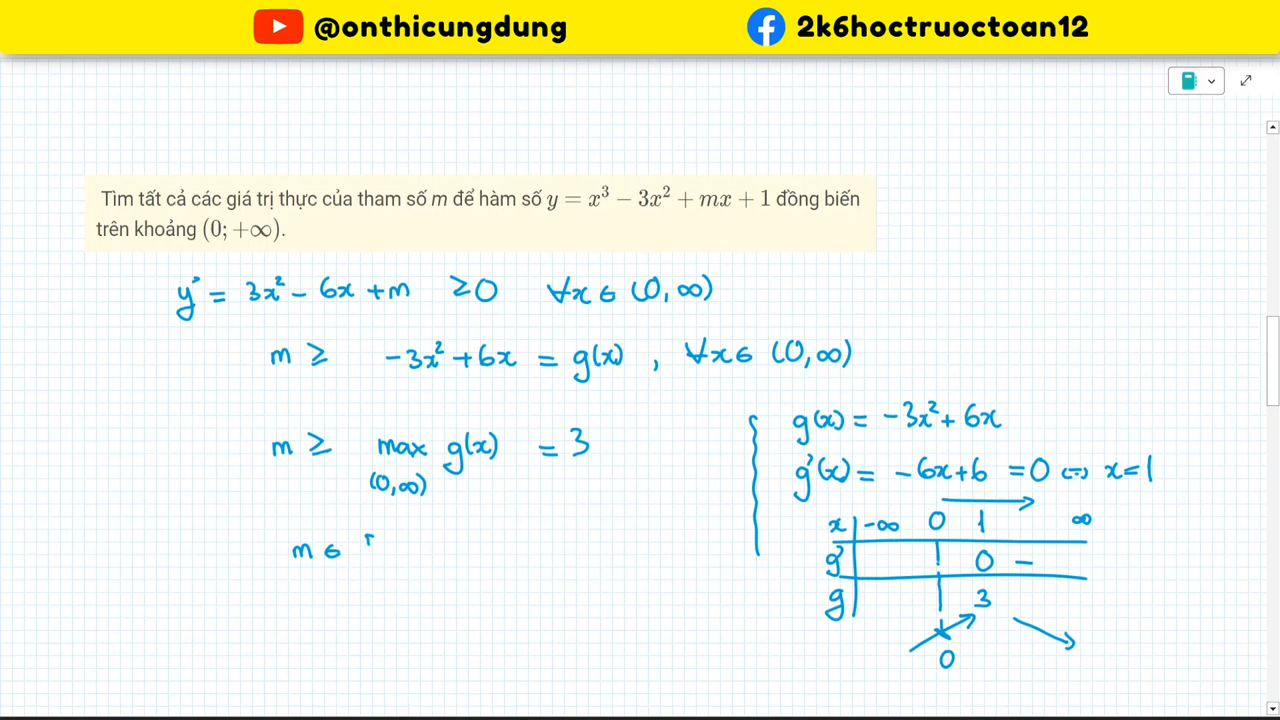 @onthicungdung 2k6hoctruoctoan12
Tìm tất cả các giá trị thực của tham số m để hàm số y = x³ − 3x² + mx + 1 đồng biến
trên khoảng (0; +∞).
y' = 3x² − 6x + m ≥ 0 ∀x ∈ (0, ∞)
m ≥ −3x² + 6x = g(x) , ∀x ∈ (0, ∞)
m ≥ max g(x) = 3
(0, ∞)
m ∈
g(x) = −3x² + 6x
g'(x) = −6x + 6 = 0 ⇔ x = 1
x −∞ 0 1 ∞
g' 0 −
g 3
0